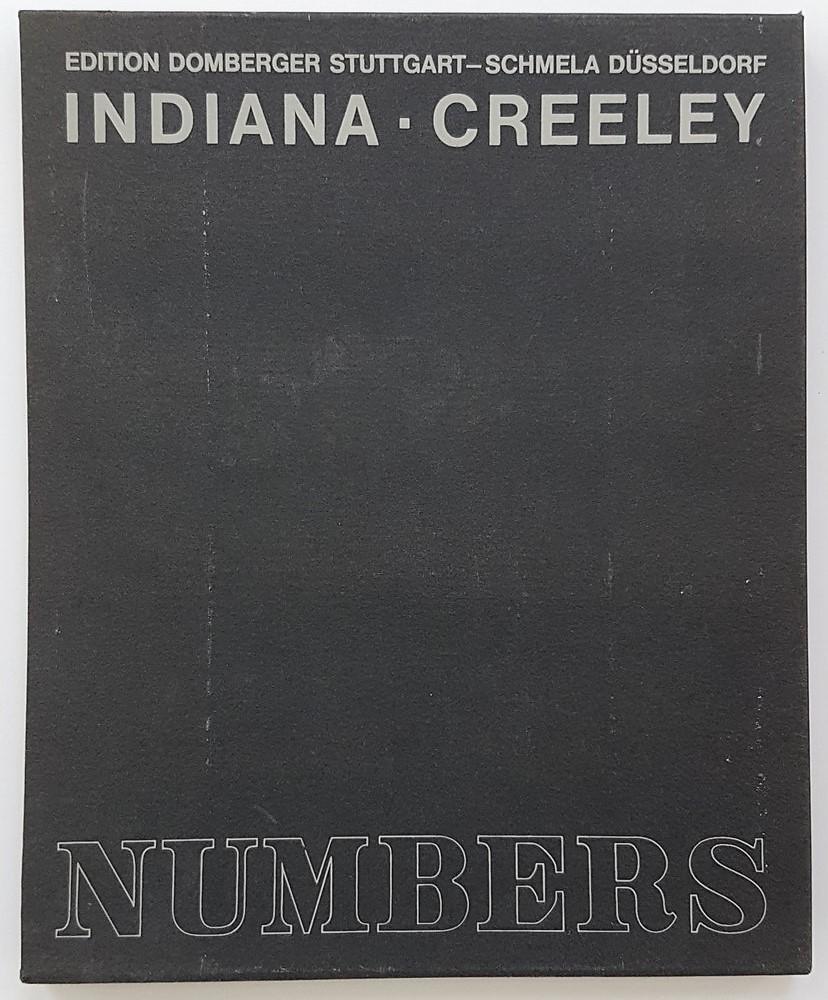 EDITION DOMBERGER STUTTGART–SCHMELA DÜSSELDORF
INDIANA · CREELEY
NUMBERS